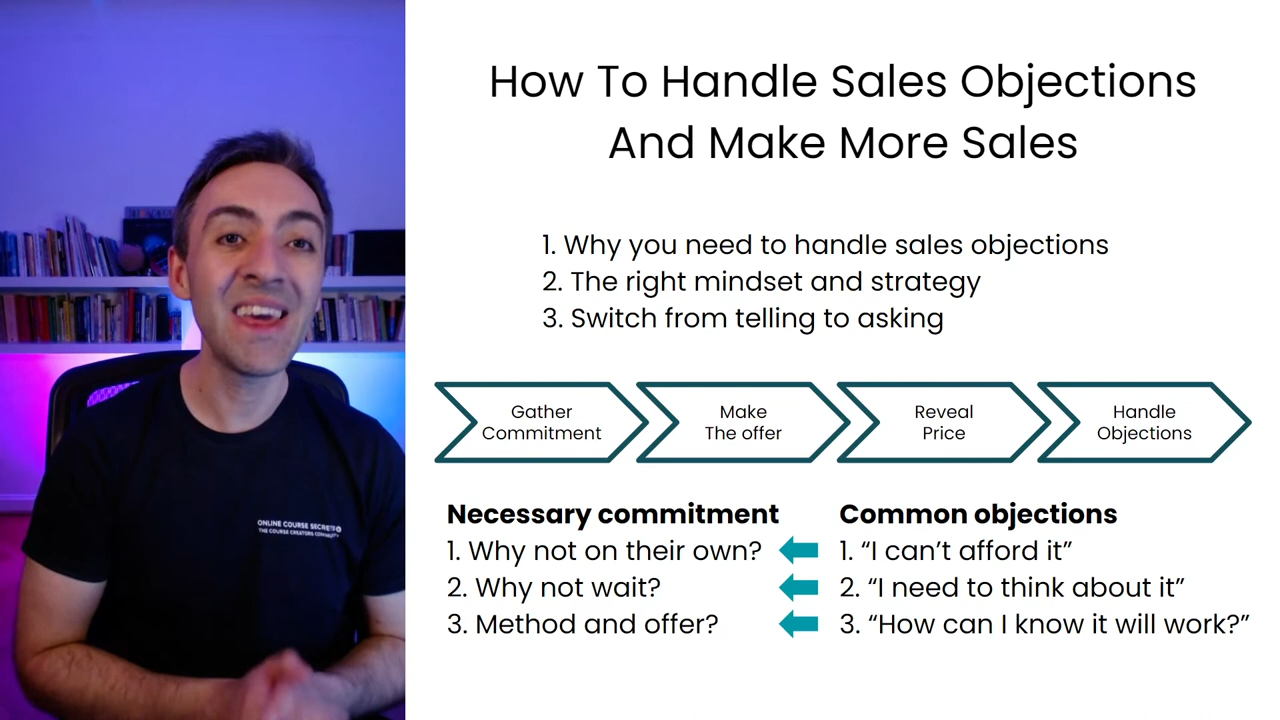 How To Handle Sales Objections
And Make More Sales
1. Why you need to handle sales objections
2. The right mindset and strategy
3. Switch from telling to asking
Gather
Commitment
Make
The offer
Reveal
Price
Handle
Objections
Necessary commitment
1. Why not on their own?
2. Why not wait?
3. Method and offer?
Common objections
1. “I can’t afford it”
2. “I need to think about it”
3. “How can I know it will work?”
ONLINE COURSE SECRETS
THE COURSE CREATORS COMMUNITY